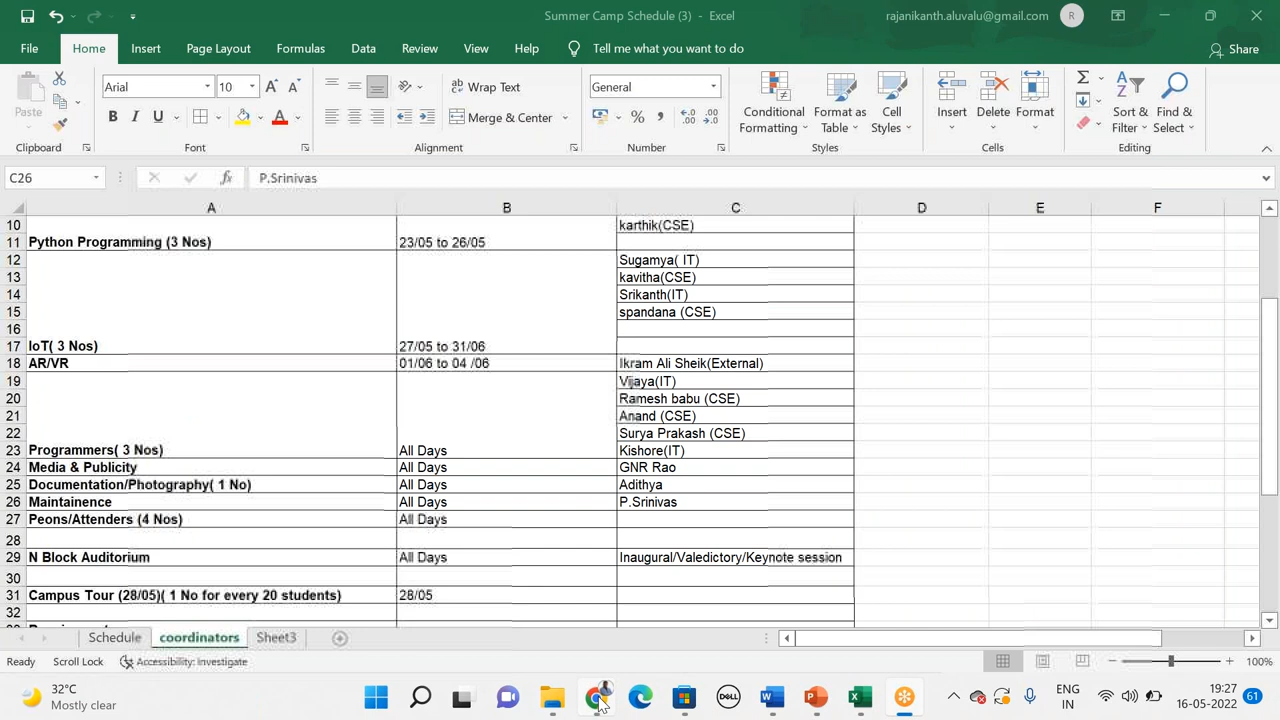 Summer Camp Schedule (3) - Excel
rajanikanth.aluvalu@gmail.com R
File Home Insert Page Layout Formulas Data Review View Help Tell me what you want to do Share
Paste Arial 10 Wrap Text General Conditional Formatting Format as Table Cell Styles Insert Delete Format Sort & Filter Find & Select
B I U A Merge & Center % , .00
Clipboard Font Alignment Number Styles Cells Editing
C26 fx P.Srinivas
A B C D E F
10 karthik(CSE)
11 Python Programming (3 Nos) 23/05 to 26/05
12 Sugamya( IT)
13 kavitha(CSE)
14 Srikanth(IT)
15 spandana (CSE)
16
17 IoT( 3 Nos) 27/05 to 31/06
18 AR/VR 01/06 to 04 /06 Ikram Ali Sheik(External)
19 Vijaya(IT)
20 Ramesh babu (CSE)
21 Anand (CSE)
22 Surya Prakash (CSE)
23 Programmers( 3 Nos) All Days Kishore(IT)
24 Media & Publicity All Days GNR Rao
25 Documentation/Photography( 1 No) All Days Adithya
26 Maintainence All Days P.Srinivas
27 Peons/Attenders (4 Nos) All Days
28
29 N Block Auditorium All Days Inaugural/Valedictory/Keynote session
30
31 Campus Tour (28/05)( 1 No for every 20 students) 28/05
32
Schedule coordinators Sheet3
Ready Scroll Lock Accessibility: Investigate 100%
32°C
Mostly clear
DELL
ENG
IN
19:27
16-05-2022
61